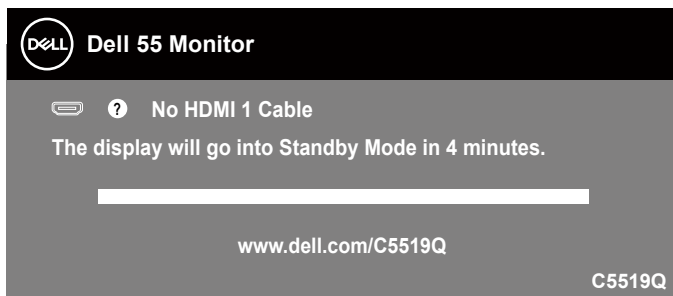 DELL Dell 55 Monitor
? No HDMI 1 Cable
The display will go into Standby Mode in 4 minutes.
www.dell.com/C5519Q
C5519Q